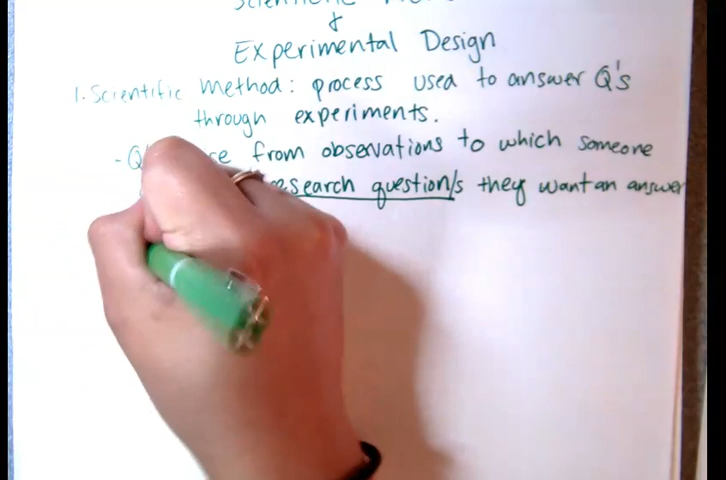 Scientific
&
Experimental Design
1. Scientific Method: process used to answer Q's
through experiments.
- from observations to which someone
research question/s they want an answer